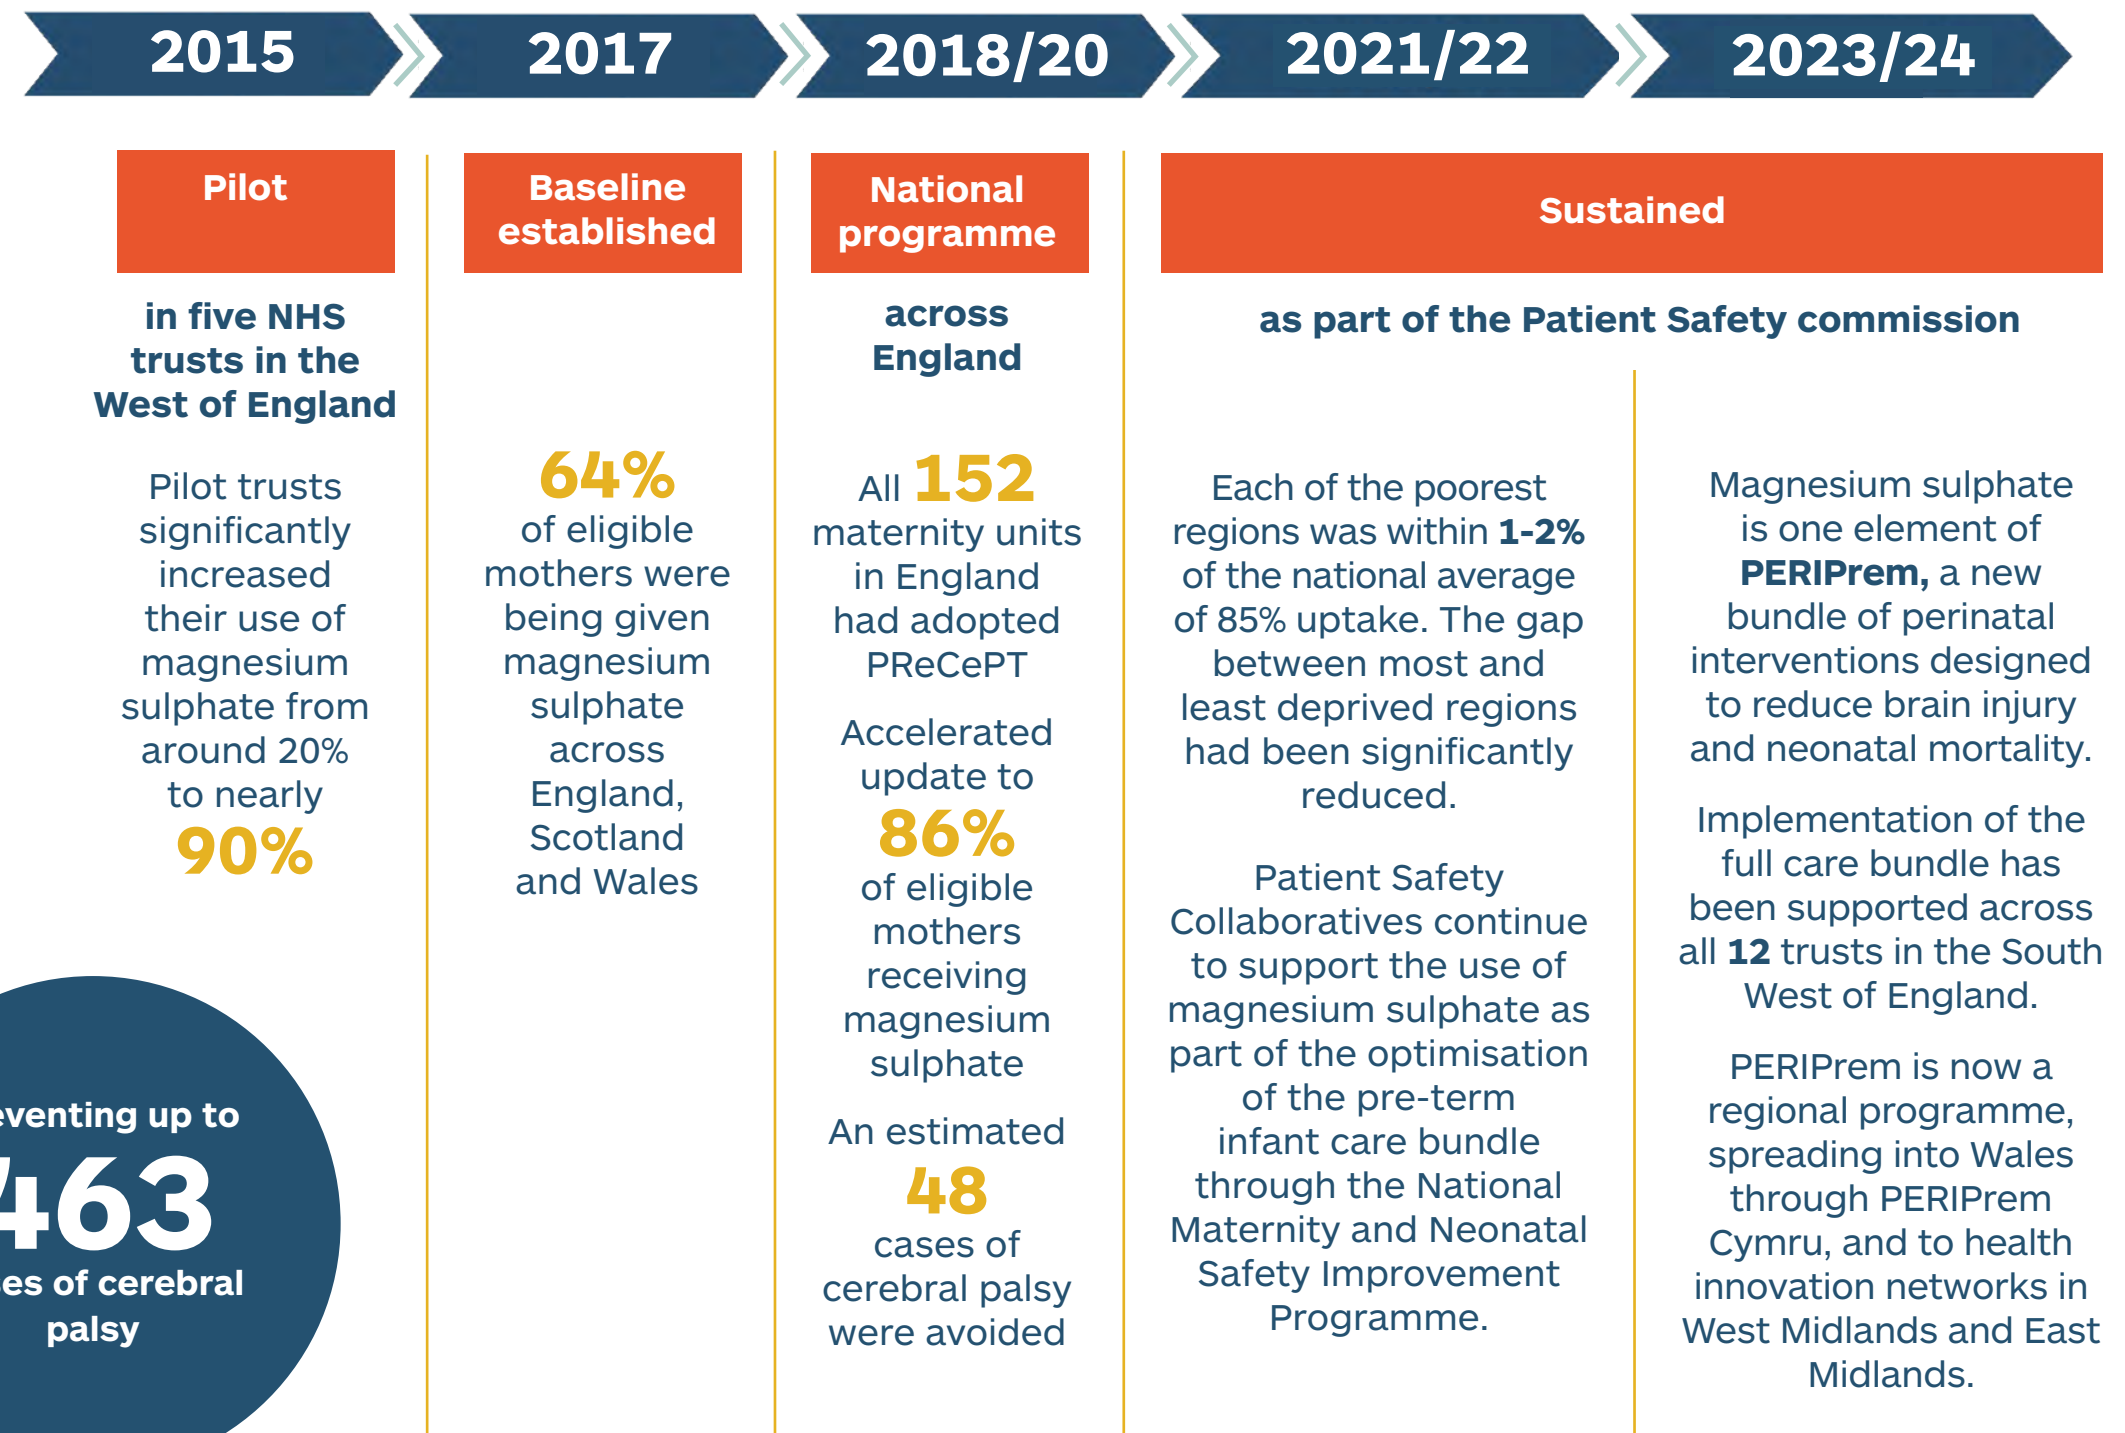 2015
2017
2018/20
2021/22
2023/24
Pilot
in five NHS
trusts in the
West of England
Pilot trusts
significantly
increased
their use of
magnesium
sulphate from
around 20%
to nearly
90%
Baseline
established
64%
of eligible
mothers were
being given
magnesium
sulphate
across
England,
Scotland
and Wales
National
programme
across
England
All 152
maternity units
in England
had adopted
PReCePT
Accelerated
update to
86%
of eligible
mothers
receiving
magnesium
sulphate
An estimated
48
cases of
cerebral palsy
were avoided
Sustained
as part of the Patient Safety commission
Each of the poorest
regions was within 1-2%
of the national average
of 85% uptake. The gap
between most and
least deprived regions
had been significantly
reduced.
Patient Safety
Collaboratives continue
to support the use of
magnesium sulphate as
part of the optimisation
of the pre-term
infant care bundle
through the National
Maternity and Neonatal
Safety Improvement
Programme.
Magnesium sulphate
is one element of
PERIPrem, a new
bundle of perinatal
interventions designed
to reduce brain injury
and neonatal mortality.
Implementation of the
full care bundle has
been supported across
all 12 trusts in the South
West of England.
PERIPrem is now a
regional programme,
spreading into Wales
through PERIPrem
Cymru, and to health
innovation networks in
West Midlands and East
Midlands.
up to
463
of cerebral
palsy